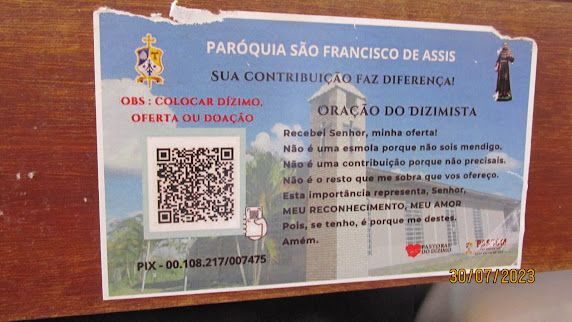 PARÓQUIA SÃO FRANCISCO DE ASSIS
SUA CONTRIBUIÇÃO FAZ DIFERENÇA!
OBS : COLOCAR DÍZIMO,
OFERTA OU DOAÇÃO
PIX - 00.108.217/007475
ORAÇÃO DO DIZIMISTA
Recebei Senhor, minha oferta!
Não é uma esmola porque não sois mendigo.
Não é uma contribuição porque não precisais.
Não é o resto que me sobra que vos ofereço.
Esta importância representa, Senhor,
MEU RECONHECIMENTO, MEU AMOR
Pois, se tenho, é porque me destes.
Amém.
PASTORAL
DO DÍZIMO
30/07/2023